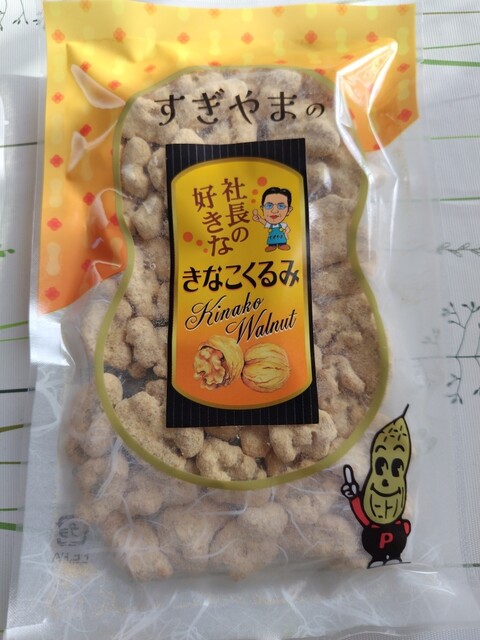 すぎやまの
社長の
好きな
きなこくるみ
Kinako
Walnut
P